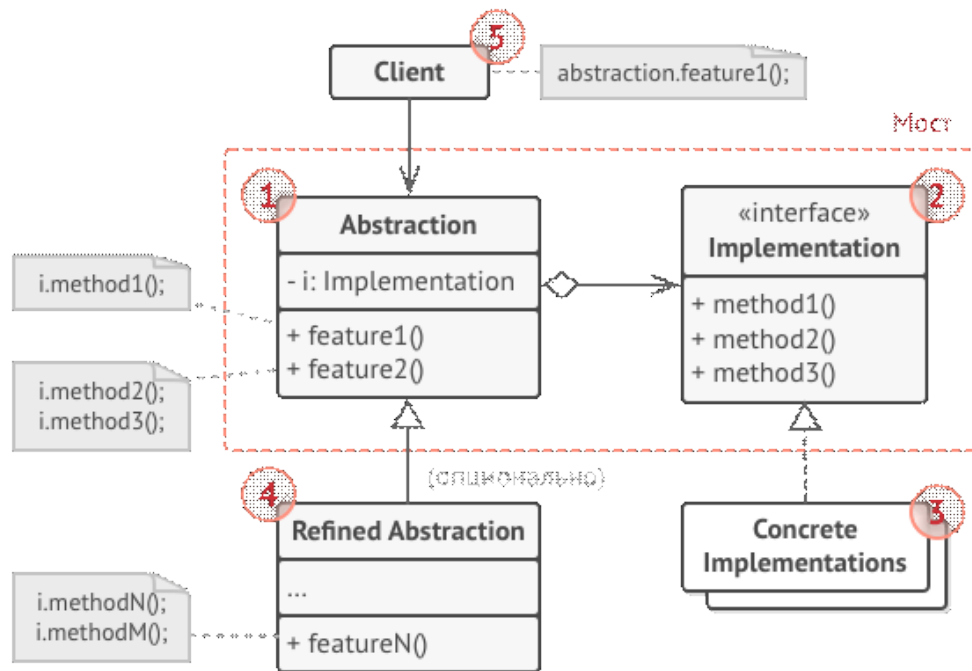 5
Client
abstraction.feature1();
Мост
1
Abstraction
- i: Implementation
+ feature1()
+ feature2()
2
«interface»
Implementation
+ method1()
+ method2()
+ method3()
i.method1();
i.method2();
i.method3();
(опционально)
4
Refined Abstraction
...
+ featureN()
3
Concrete
Implementations
i.methodN();
i.methodM();